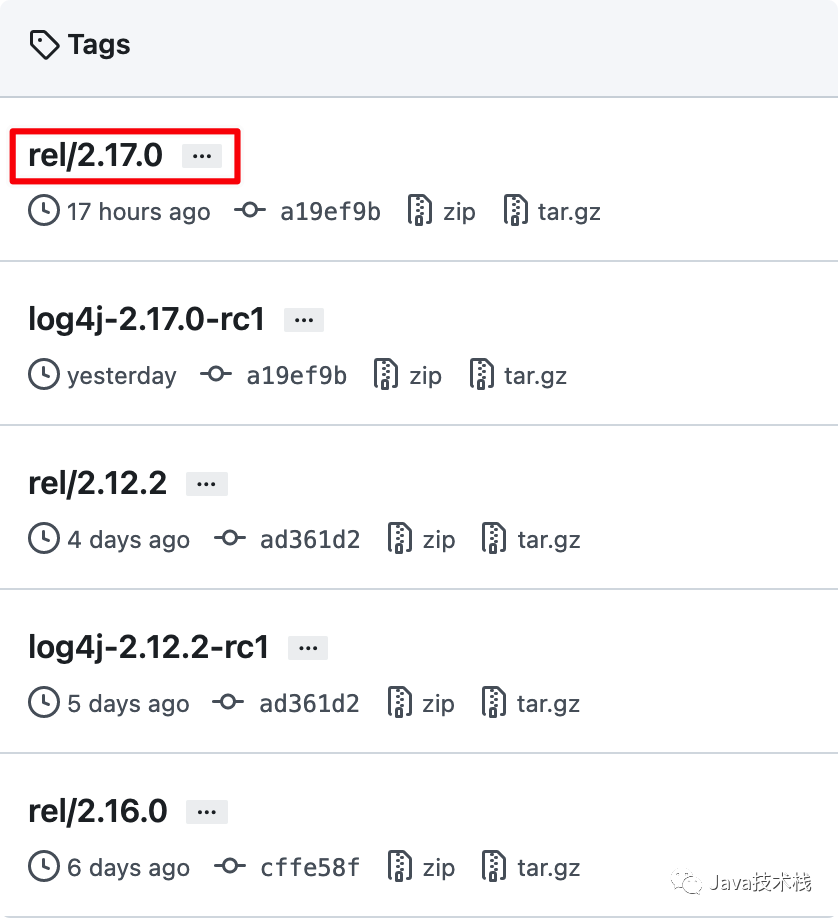 Tags
rel/2.17.0 ...
17 hours ago a19ef9b zip tar.gz
log4j-2.17.0-rc1 ...
yesterday a19ef9b zip tar.gz
rel/2.12.2 ...
4 days ago ad361d2 zip tar.gz
log4j-2.12.2-rc1 ...
5 days ago ad361d2 zip tar.gz
rel/2.16.0 ...
6 days ago cffe58f zip tar.gz
Java技术栈